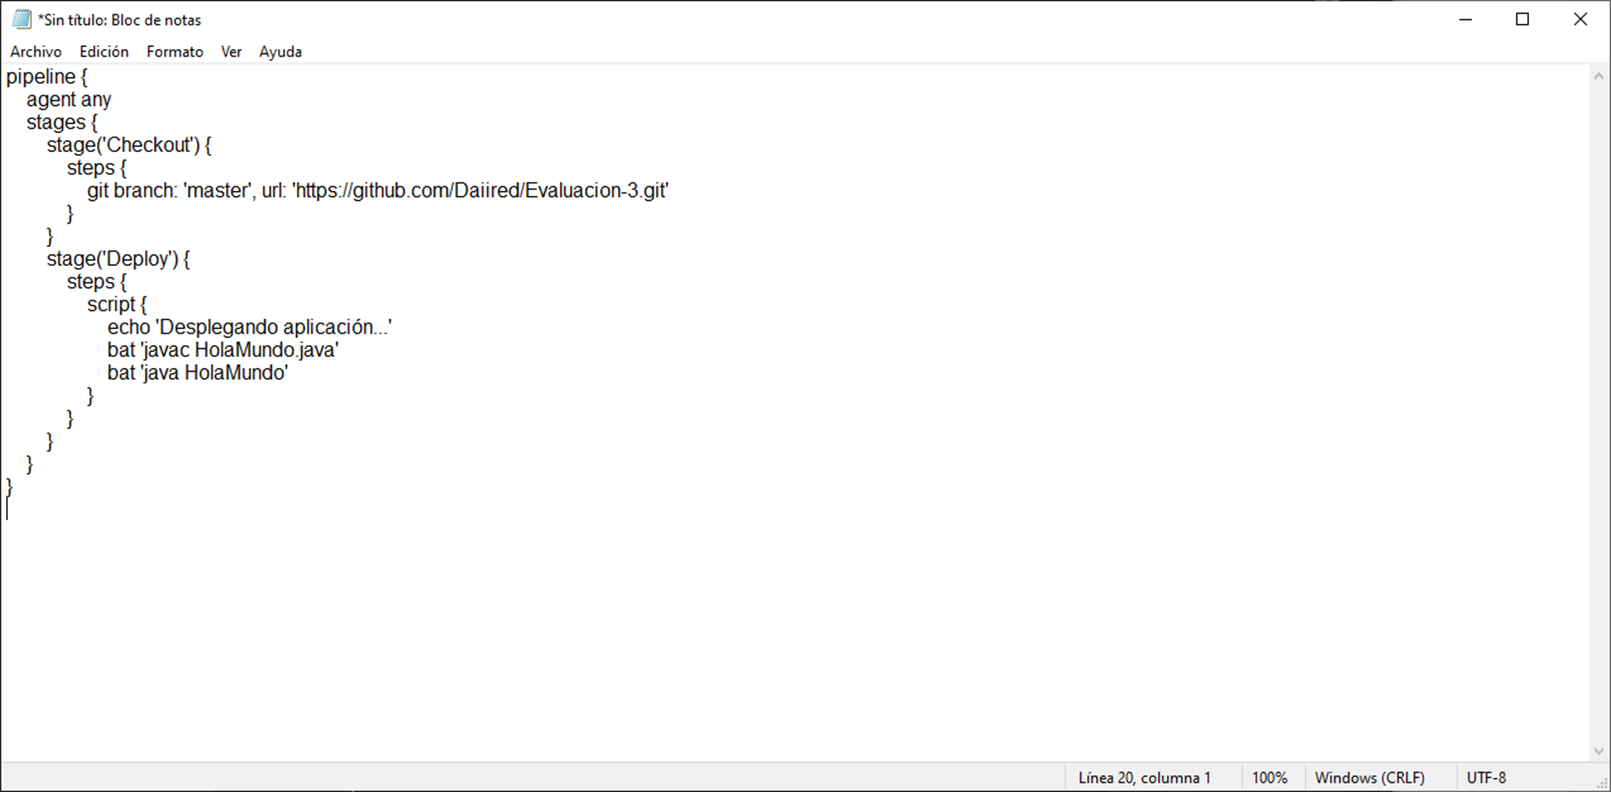 *Sin título: Bloc de notas
Archivo Edición Formato Ver Ayuda
pipeline {
    agent any
    stages {
        stage('Checkout') {
            steps {
                git branch: 'master', url: 'https://github.com/Daiired/Evaluacion-3.git'
            }
        }
        stage('Deploy') {
            steps {
                script {
                    echo 'Desplegando aplicación...'
                    bat 'javac HolaMundo.java'
                    bat 'java HolaMundo'
                }
            }
        }
    }
}
Línea 20, columna 1 100% Windows (CRLF) UTF-8